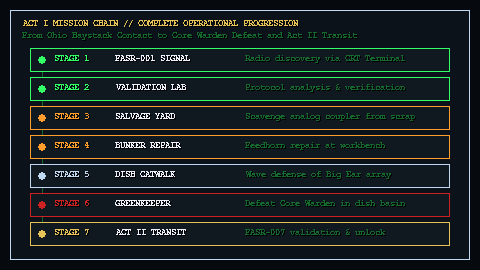 ACT I MISSION CHAIN // COMPLETE OPERATIONAL PROGRESSION
From Ohio Baystack Contact to Core Warden Defeat and Act II Transit
STAGE 1 FASR-001 SIGNAL Radio discovery via CRT Terminal
STAGE 2 VALIDATION LAB Protocol analysis & verification
STAGE 3 SALVAGE YARD Scavenge analog coupler from scrap
STAGE 4 BUNKER REPAIR Feedhorn repair at workbench
STAGE 5 DISH CATWALK Wave defense of Big Ear array
STAGE 6 GREENKEEPER Defeat Core Warden in dish basin
STAGE 7 ACT II TRANSIT FASR-007 validation & unlock